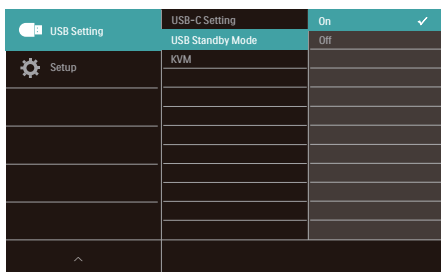 USB Setting
Setup
USB-C Setting
USB Standby Mode
KVM
On
Off